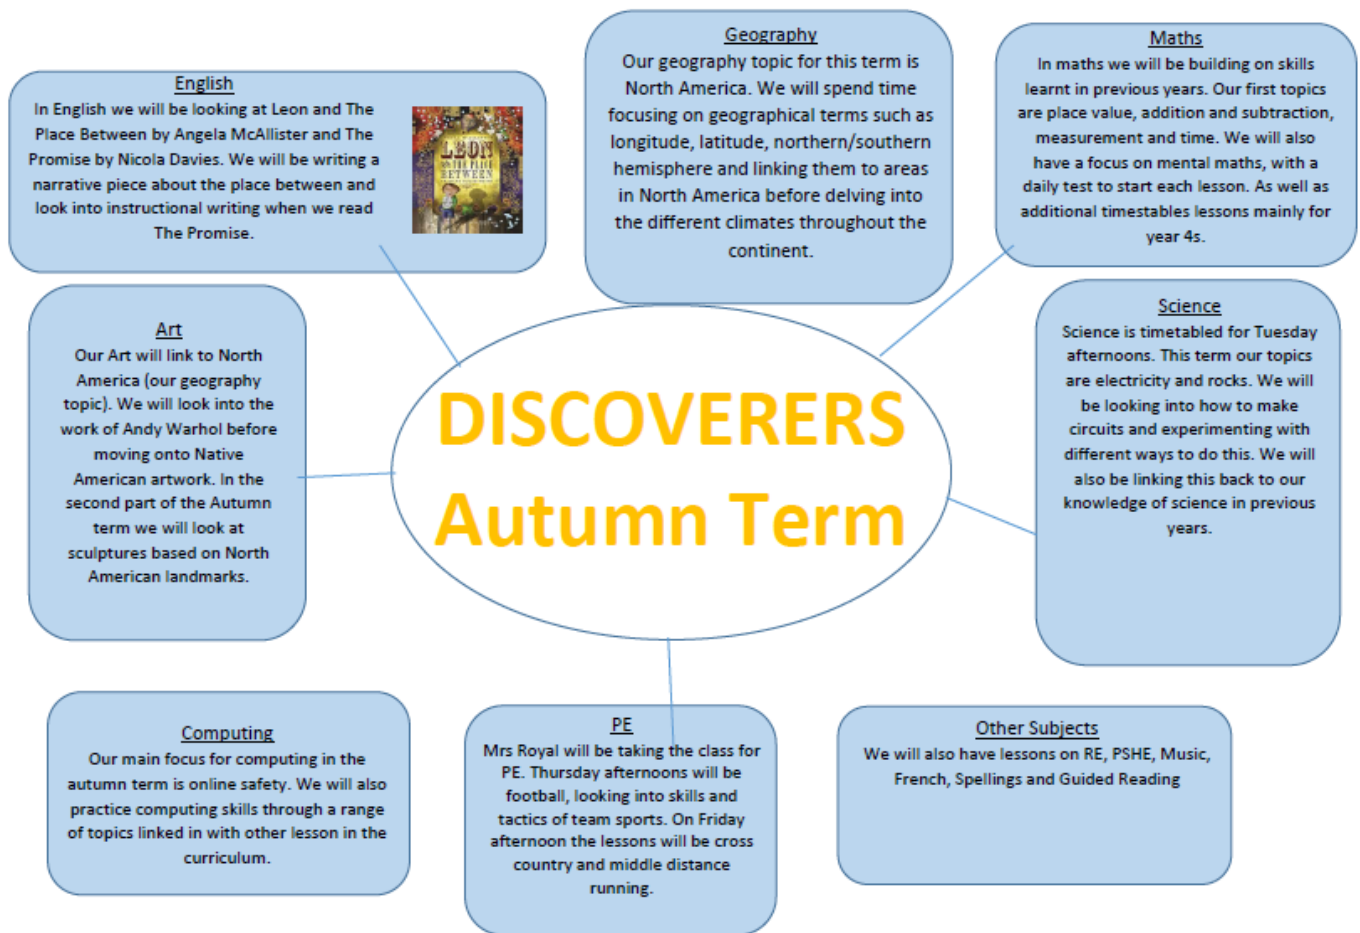 English
In English we will be looking at Leon and The
Place Between by Angela McAllister and The
Promise by Nicola Davies. We will be writing a
narrative piece about the place between and
look into instructional writing when we read
The Promise.
LEON
AND THE PLACE
BETWEEN
Geography
Our geography topic for this term is
North America. We will spend time
focusing on geographical terms such as
longitude, latitude, northern/southern
hemisphere and linking them to areas
in North America before delving into
the different climates throughout the
continent.
Maths
In maths we will be building on skills
learnt in previous years. Our first topics
are place value, addition and subtraction,
measurement and time. We will also
have a focus on mental maths, with a
daily test to start each lesson. As well as
additional timestables lessons mainly for
year 4s.
Art
Our Art will link to North
America (our geography
topic). We will look into the
work of Andy Warhol before
moving onto Native
American artwork. In the
second part of the Autumn
term we will look at
sculptures based on North
American landmarks.
DISCOVERERS
Autumn Term
Science
Science is timetabled for Tuesday
afternoons. This term our topics
are electricity and rocks. We will
be looking into how to make
circuits and experimenting with
different ways to do this. We will
also be linking this back to our
knowledge of science in previous
years.
Computing
Our main focus for computing in the
autumn term is online safety. We will also
practice computing skills through a range
of topics linked in with other lesson in the
curriculum.
PE
Mrs Royal will be taking the class for
PE. Thursday afternoons will be
football, looking into skills and
tactics of team sports. On Friday
afternoon the lessons will be cross
country and middle distance
running.
Other Subjects
We will also have lessons on RE, PSHE, Music,
French, Spellings and Guided Reading